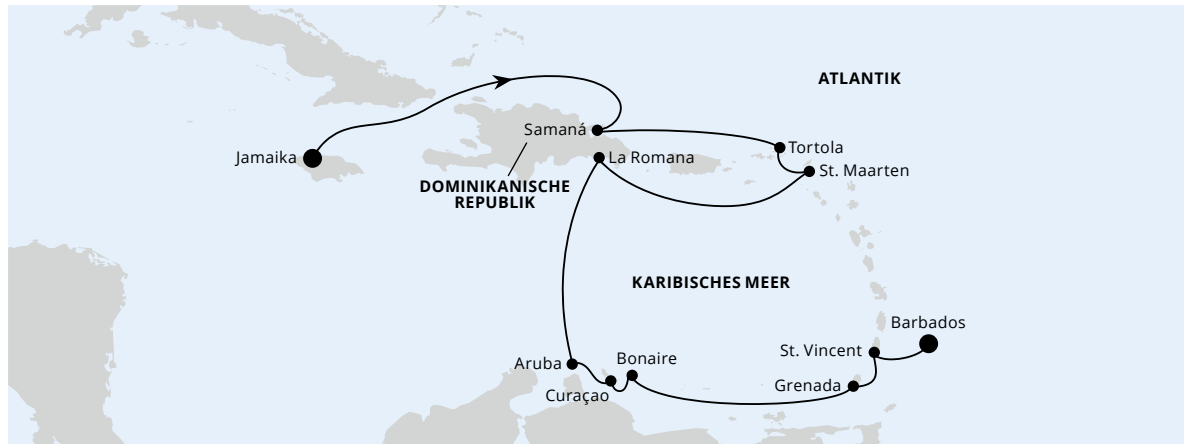 ATLANTIK
Samaná
Tortola
Jamaika
La Romana
St. Maarten
DOMINIKANISCHE
REPUBLIK
KARIBISCHES MEER
Barbados
St. Vincent
Bonaire
Aruba
Grenada
Curaçao